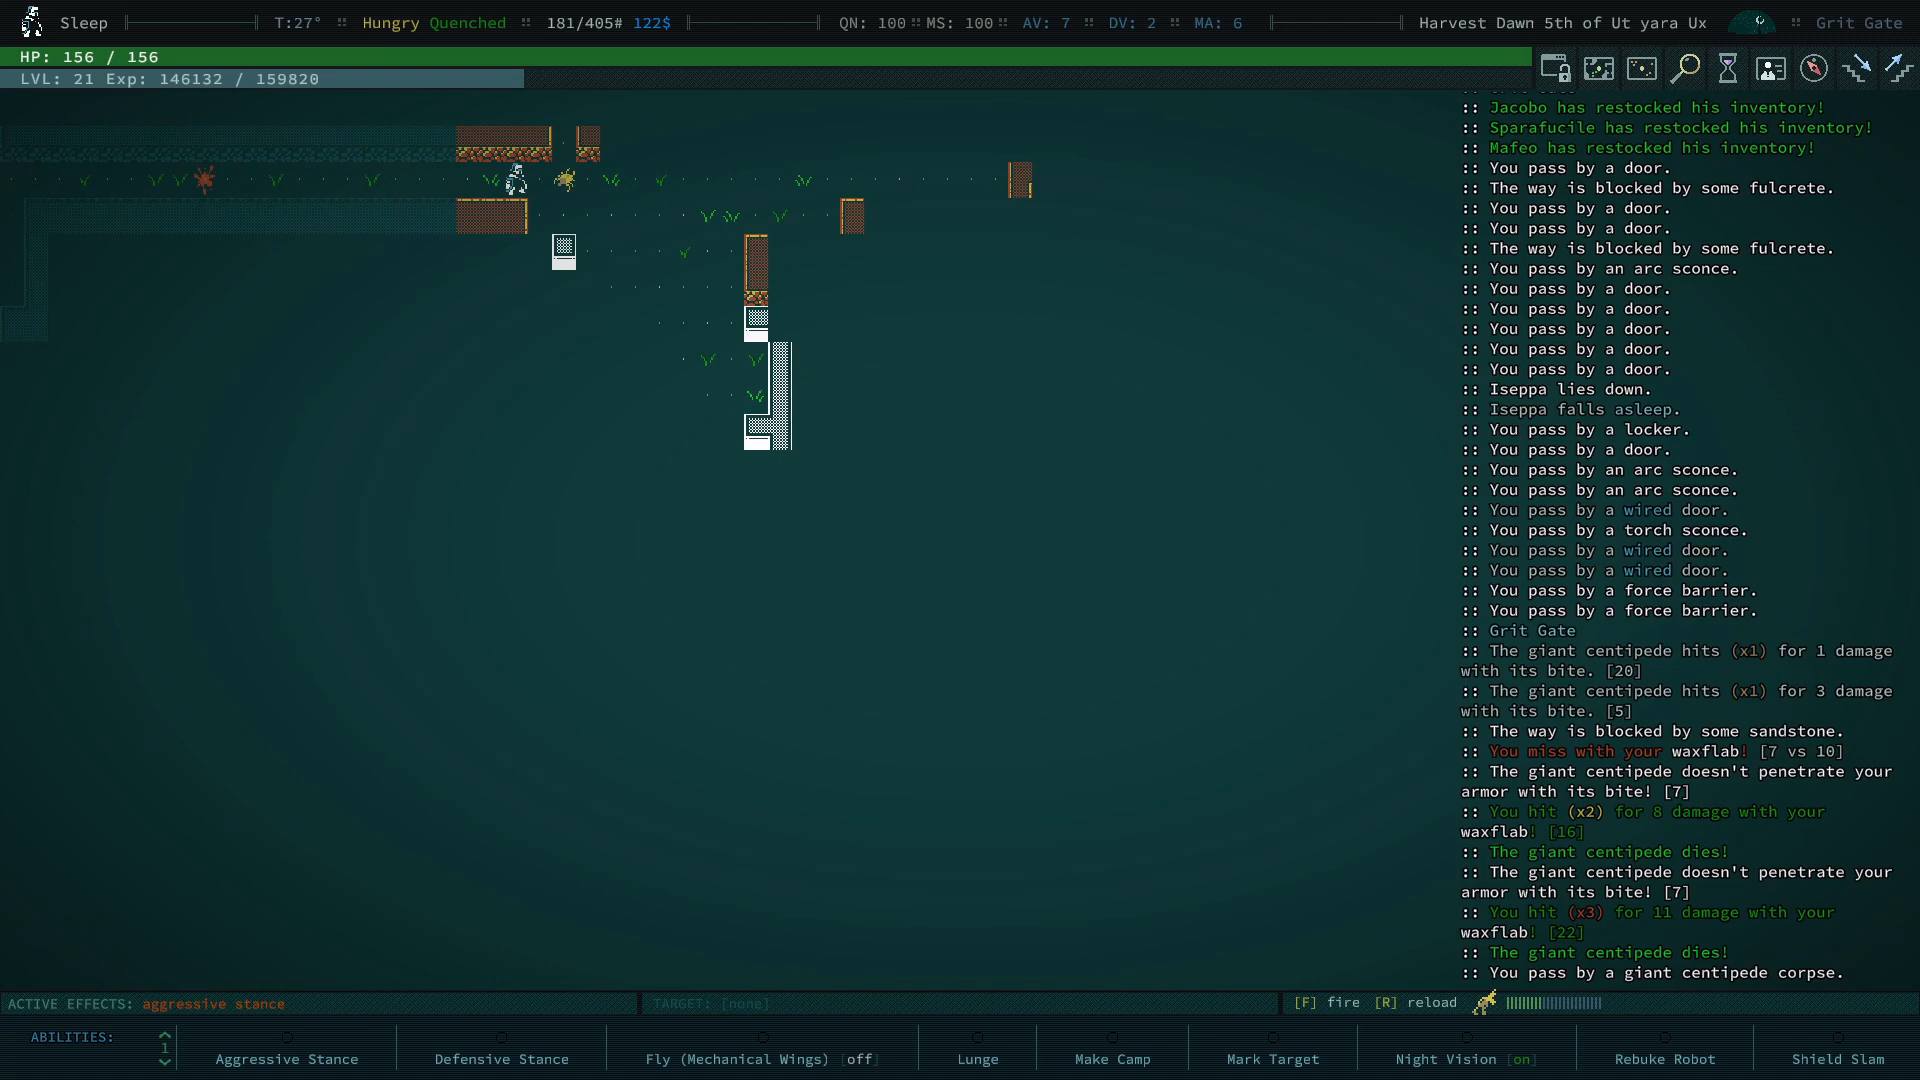 Sleep T:27° :: Hungry Quenched :: 181/405# 122$ QN: 100 :: MS: 100 :: AV: 7 :: DV: 2 :: MA: 6 Harvest Dawn 5th of Ut yara Ux :: Grit Gate
HP: 156 / 156
LVL: 21 Exp: 146132 / 159820
:: Jacobo has restocked his inventory!
:: Sparafucile has restocked his inventory!
:: Mafeo has restocked his inventory!
:: You pass by a door.
:: The way is blocked by some fulcrete.
:: You pass by a door.
:: You pass by a door.
:: The way is blocked by some fulcrete.
:: You pass by an arc sconce.
:: You pass by a door.
:: You pass by a door.
:: You pass by a door.
:: You pass by a door.
:: You pass by a door.
:: Iseppa lies down.
:: Iseppa falls asleep.
:: You pass by a locker.
:: You pass by a door.
:: You pass by an arc sconce.
:: You pass by an arc sconce.
:: You pass by a wired door.
:: You pass by a torch sconce.
:: You pass by a wired door.
:: You pass by a wired door.
:: You pass by a force barrier.
:: You pass by a force barrier.
:: Grit Gate
:: The giant centipede hits (x1) for 1 damage
with its bite. [20]
:: The giant centipede hits (x1) for 3 damage
with its bite. [5]
:: The way is blocked by some sandstone.
:: You miss with your waxflab! [7 vs 10]
:: The giant centipede doesn't penetrate your
armor with its bite! [7]
:: You hit (x2) for 8 damage with your
waxflab! [16]
:: The giant centipede dies!
:: The giant centipede doesn't penetrate your
armor with its bite! [7]
:: You hit (x3) for 11 damage with your
waxflab! [22]
:: The giant centipede dies!
:: You pass by a giant centipede corpse.
ACTIVE EFFECTS: aggressive stance TARGET: [none] [F] fire [R] reload
ABILITIES: 1 Aggressive Stance Defensive Stance Fly (Mechanical Wings) [off] Lunge Make Camp Mark Target Night Vision [on] Rebuke Robot Shield Slam